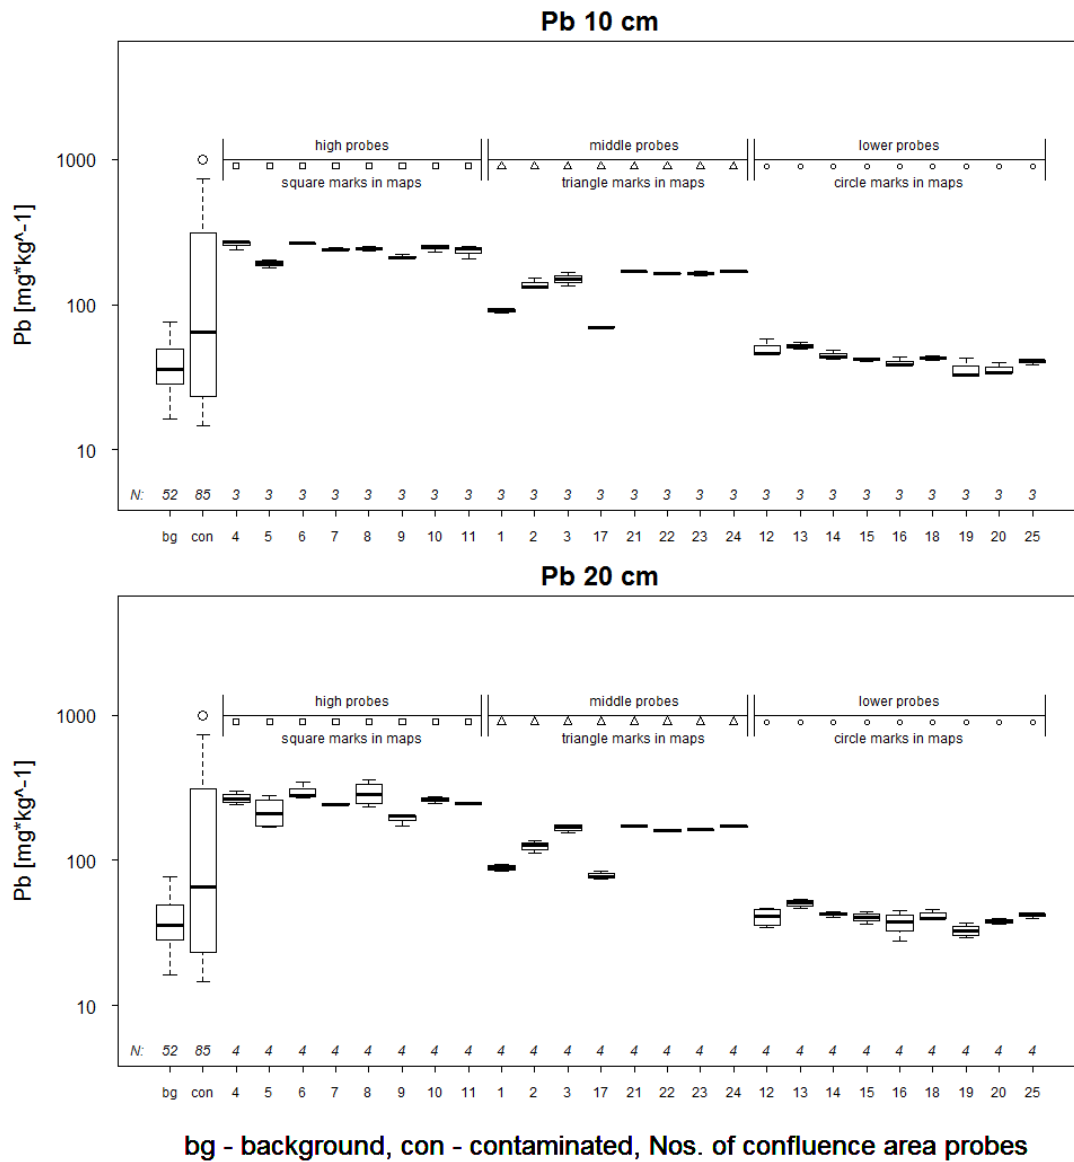 Pb 10 cm
Pb [mg*kg^-1]
1000
100
10
high probes
middle probes
lower probes
square marks in maps
triangle marks in maps
circle marks in maps
N: 52 85 3 3 3 3 3 3 3 3 3 3 3 3 3 3 3 3 3 3 3 3 3 3 3 3 3
bg con 4 5 6 7 8 9 10 11 1 2 3 17 21 22 23 24 12 13 14 15 16 18 19 20 25
Pb 20 cm
Pb [mg*kg^-1]
1000
100
10
high probes
middle probes
lower probes
square marks in maps
triangle marks in maps
circle marks in maps
N: 52 85 4 4 4 4 4 4 4 4 4 4 4 4 4 4 4 4 4 4 4 4 4 4 4 4 4
bg con 4 5 6 7 8 9 10 11 1 2 3 17 21 22 23 24 12 13 14 15 16 18 19 20 25
bg - background, con - contaminated, Nos. of confluence area probes